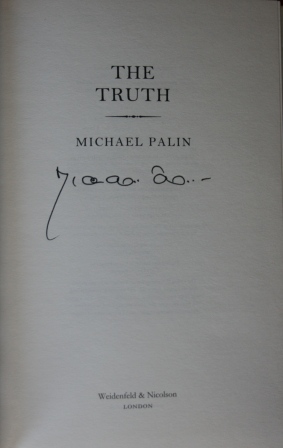 THE
TRUTH
MICHAEL PALIN
Weidenfeld & Nicolson
LONDON